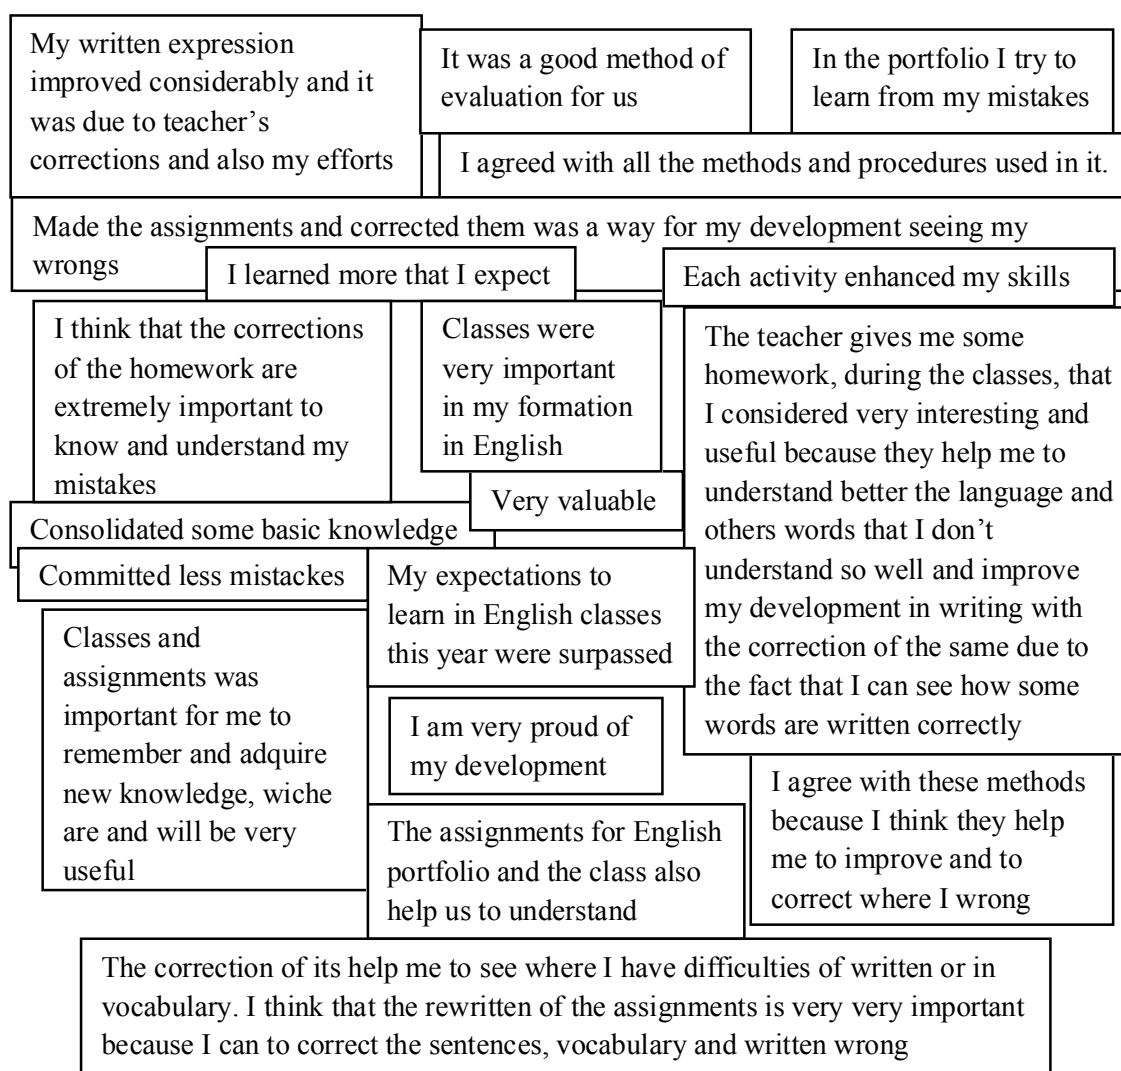 My written expression
improved considerably and it
was due to teacher's
corrections and also my efforts
It was a good method of
evaluation for us
In the portfolio I try to
learn from my mistakes
I agreed with all the methods and procedures used in it.
Made the assignments and corrected them was a way for my development seeing my
wrongs
I learned more that I expect
Each activity enhanced my skills
I think that the corrections
of the homework are
extremely important to
know and understand my
mistakes
Classes were
very important
in my formation
in English
The teacher gives me some
homework, during the classes, that
I considered very interesting and
useful because they help me to
understand better the language and
others words that I don't
understand so well and improve
my development in writing with
the correction of the same due to
the fact that I can see how some
words are written correctly
Very valuable
Consolidated some basic knowledge
Committed less mistackes
My expectations to
learn in English classes
this year were surpassed
Classes and
assignments was
important for me to
remember and adquire
new knowledge, wiche
are and will be very
useful
I am very proud of
my development
I agree with these methods
because I think they help
me to improve and to
correct where I wrong
The assignments for English
portfolio and the class also
help us to understand
The correction of its help me to see where I have difficulties of written or in
vocabulary. I think that the rewritten of the assignments is very very important
because I can to correct the sentences, vocabulary and written wrong